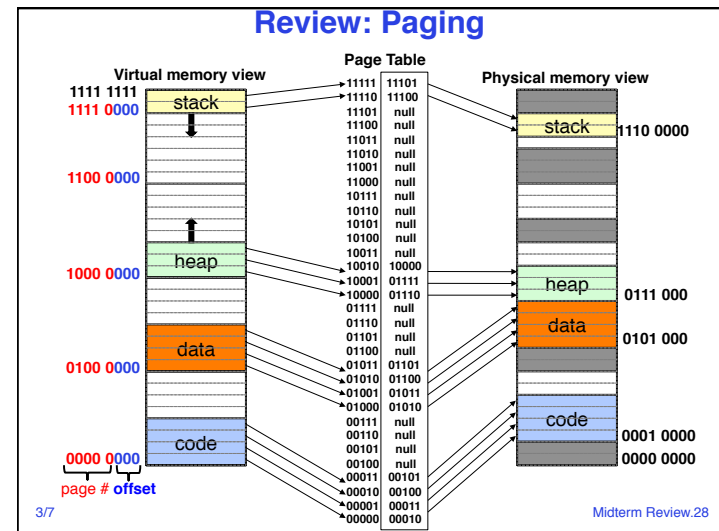 Review: Paging
Page Table
Virtual memory view
Physical memory view
1111 1111
1111 0000
1100 0000
1000 0000
0100 0000
0000 0000
page # offset
stack
heap
data
code
11111 11101
11110 11100
11101 null
11100 null
11011 null
11010 null
11001 null
11000 null
10111 null
10110 null
10101 null
10100 null
10011 null
10010 10000
10001 01111
10000 01110
01111 null
01110 null
01101 null
01100 null
01011 01101
01010 01100
01001 01011
01000 01010
00111 null
00110 null
00101 null
00100 null
00011 00101
00010 00100
00001 00011
00000 00010
stack
1110 0000
heap
0111 000
data
0101 000
code
0001 0000
0000 0000
3/7
Midterm Review.28